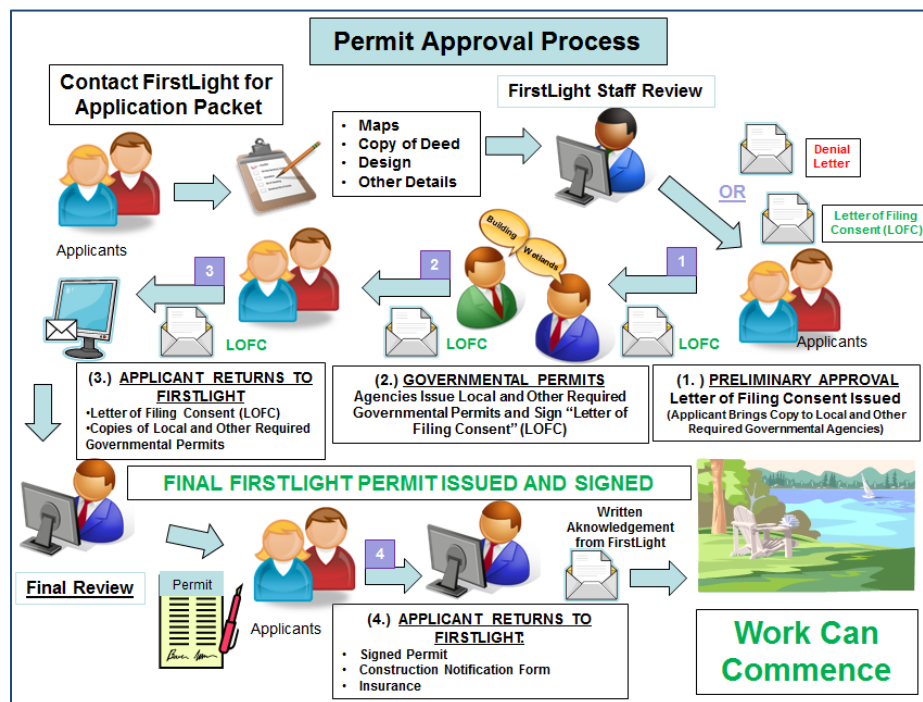 Permit Approval Process
Contact FirstLight for
Application Packet
Applicants
• Maps
• Copy of Deed
• Design
• Other Details
FirstLight Staff Review
Denial
Letter
OR
Letter of Filing
Consent (LOFC)
Applicants
1
LOFC
Building
Wetlands
2
LOFC
3
LOFC
(1. ) PRELIMINARY APPROVAL
Letter of Filing Consent Issued
(Applicant Brings Copy to Local and Other
Required Governmental Agencies)
(2.) GOVERNMENTAL PERMITS
Agencies Issue Local and Other Required
Governmental Permits and Sign “Letter of
Filing Consent” (LOFC)
(3.) APPLICANT RETURNS TO
FIRSTLIGHT
•Letter of Filing Consent (LOFC)
•Copies of Local and Other Required
Governmental Permits
FINAL FIRSTLIGHT PERMIT ISSUED AND SIGNED
Final Review
Permit
Applicants
4
Written
Aknowledgement
from FirstLight
(4.) APPLICANT RETURNS TO
FIRSTLIGHT:
• Signed Permit
• Construction Notification Form
• Insurance
Work Can
Commence